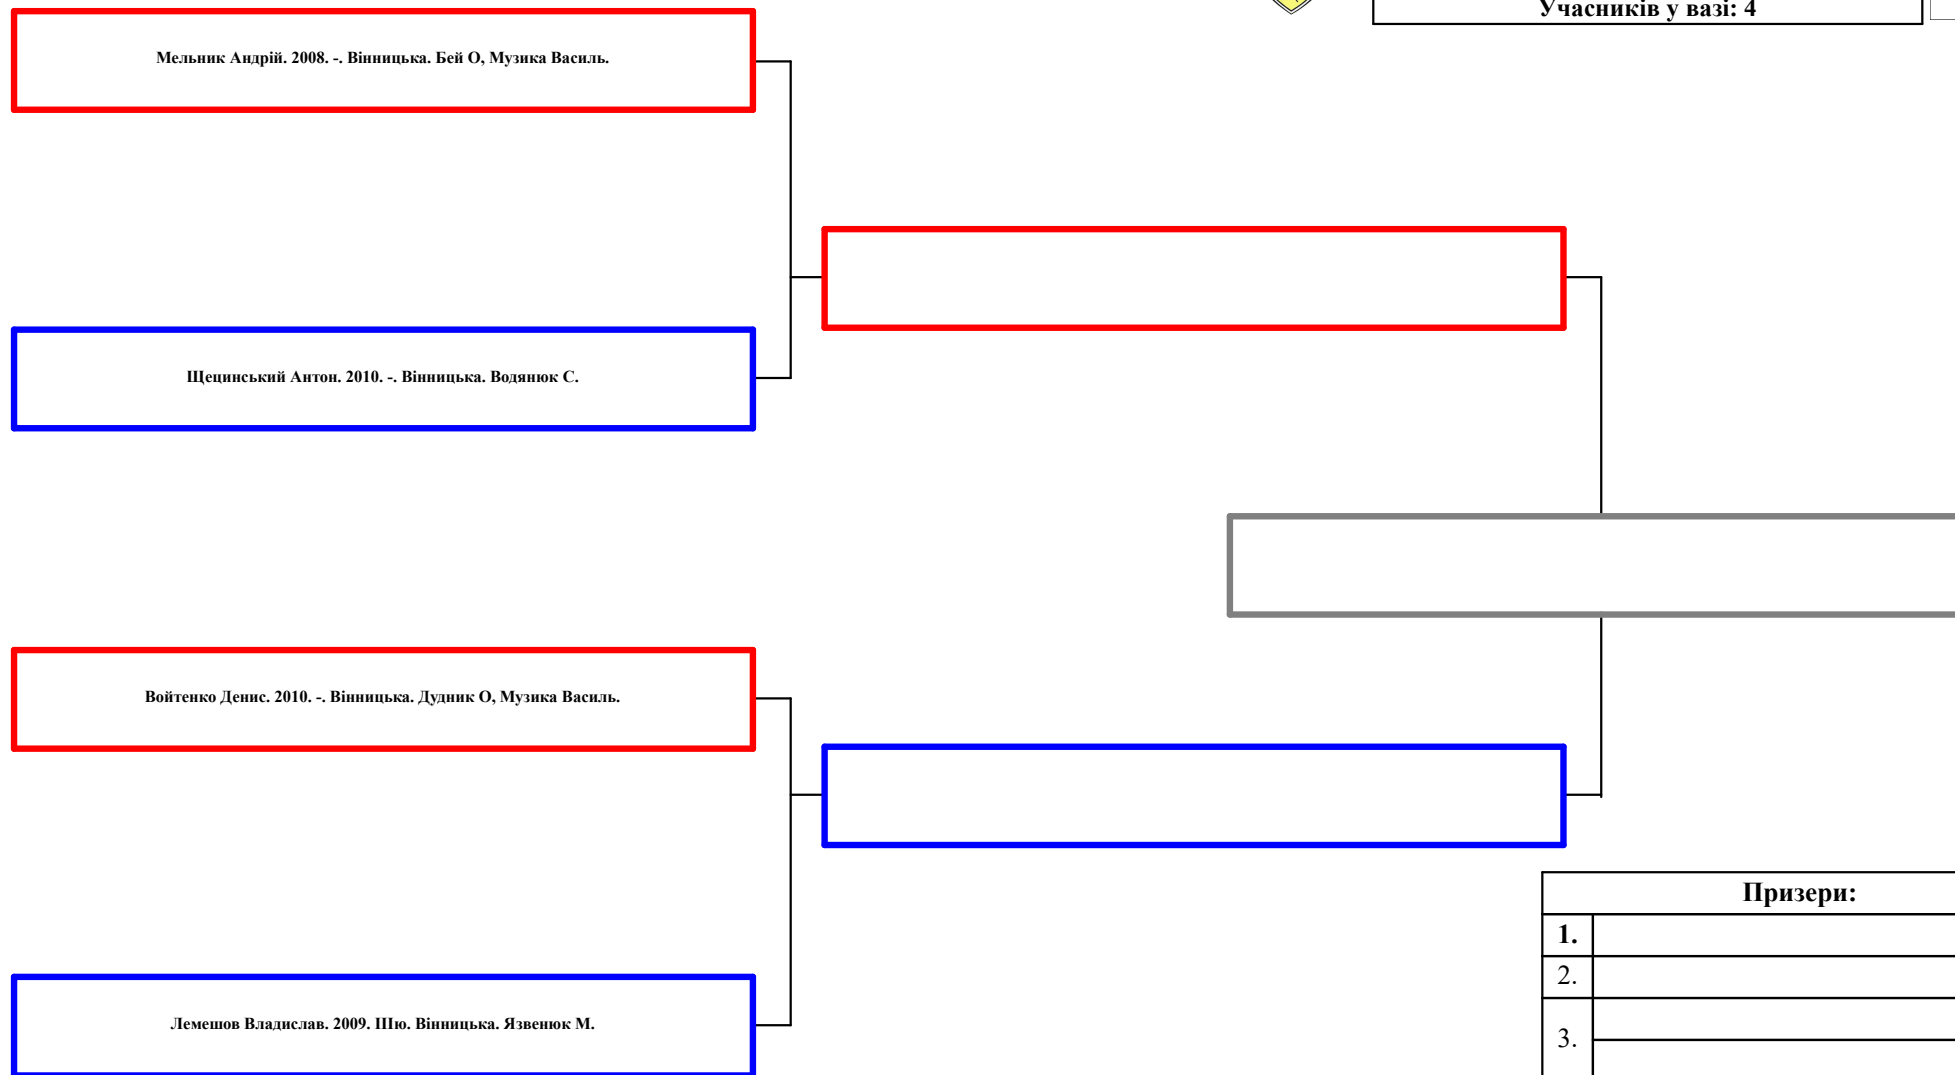 Учасників у вазі: 4
Мельник Андрій. 2008. -. Вінницька. Бей О, Музика Василь.
Щецинський Антон. 2010. -. Вінницька. Водянюк С.
Войтенко Денис. 2010. -. Вінницька. Дудник О, Музика Василь.
Лемешов Владислав. 2009. ІІІю. Вінницька. Язвенюк М.
Призери:
1.
2.
3.